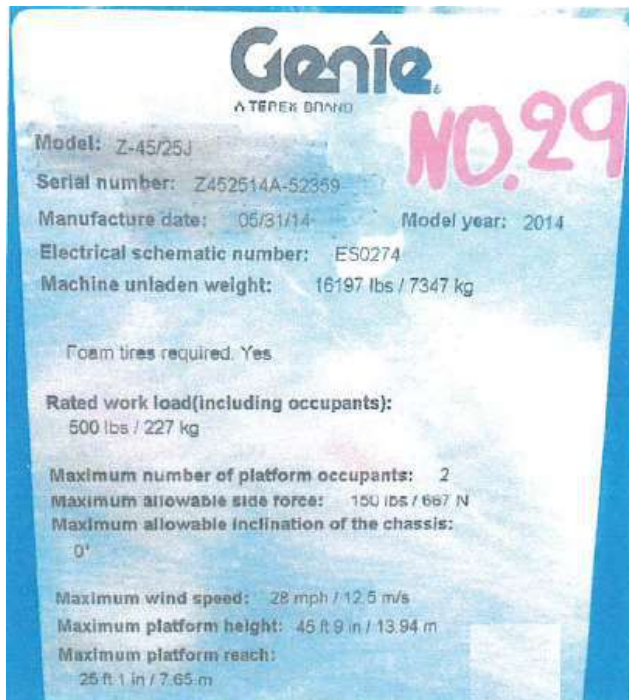 Genie
A TEREX BRAND
NO.29
Model: Z-45/25J
Serial number: Z452514A-52359
Manufacture date: 05/31/14 Model year: 2014
Electrical schematic number: ES0274
Machine unladen weight: 16197 lbs / 7347 kg
Foam tires required. Yes
Rated work load(including occupants):
500 lbs / 227 kg
Maximum number of platform occupants: 2
Maximum allowable side force: 150 lbs / 667 N
Maximum allowable inclination of the chassis:
0°
Maximum wind speed: 28 mph / 12.5 m/s
Maximum platform height: 45 ft 9 in / 13.94 m
Maximum platform reach:
25 ft 1 in / 7.65 m